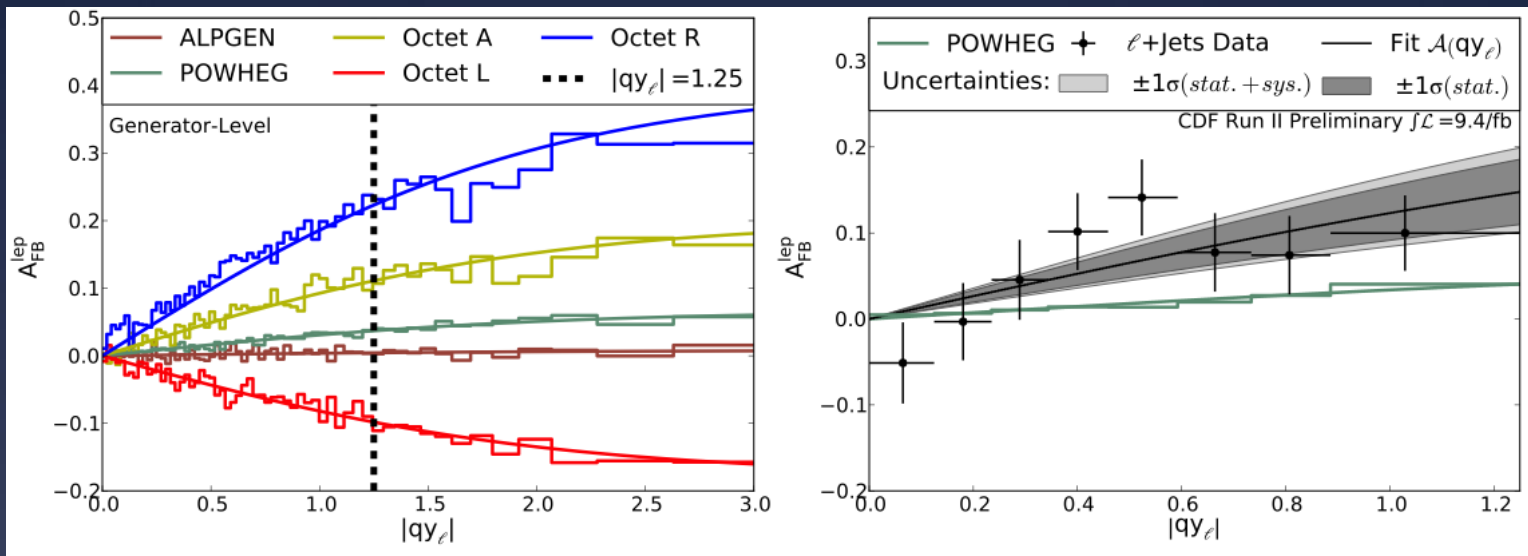 0.5
ALPGEN
POWHEG
Octet A
Octet L
Octet R
|qyℓ| =1.25
Generator-Level
0.4
0.3
0.2
0.1
0.0
−0.1
−0.2
A_FB^lep
0.0 0.5 1.0 1.5 2.0 2.5 3.0
|qyℓ|
POWHEG ℓ+Jets Data Fit 𝒜(qyℓ)
Uncertainties: ±1σ(stat.+sys.) ±1σ(stat.)
CDF Run II Preliminary ∫ℒ =9.4/fb
0.3
0.2
0.1
0.0
−0.1
−0.2
A_FB^lep
0.0 0.2 0.4 0.6 0.8 1.0 1.2
|qyℓ|